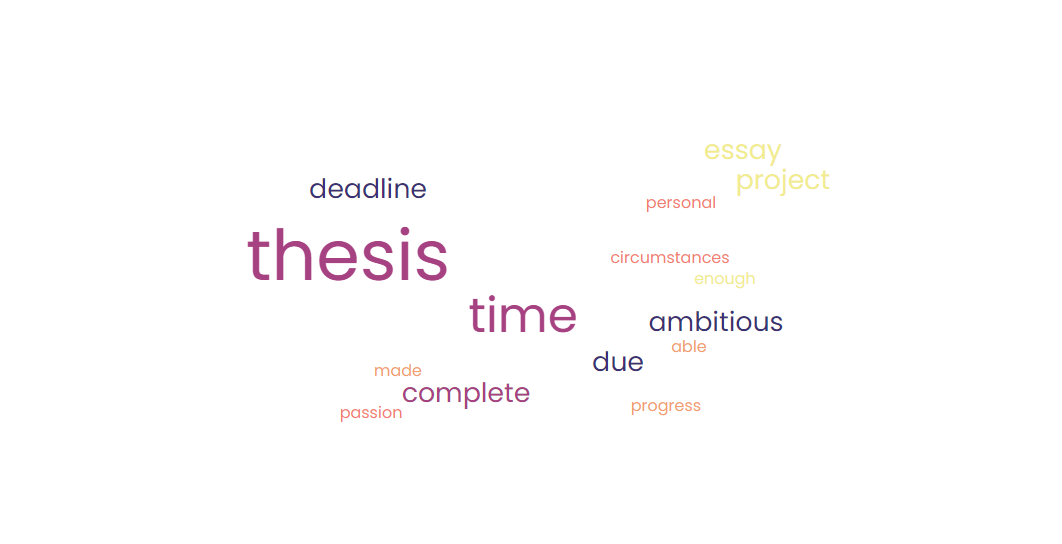 essay
project
deadline
personal
thesis
circumstances
enough
time
ambitious
able
due
made
complete
progress
passion